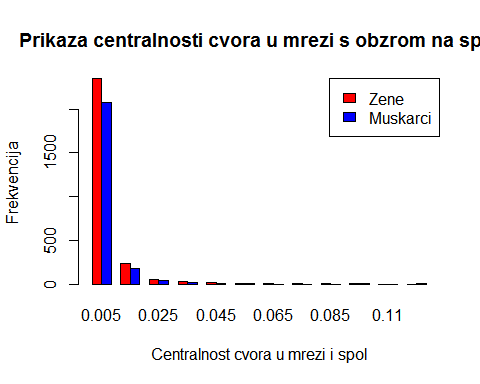 Prikaza centralnosti cvora u mrezi s obzrom na sp
Zene
Muskarci
Frekvencija
1500
500
0
0.005 0.025 0.045 0.065 0.085 0.11
Centralnost cvora u mrezi i spol